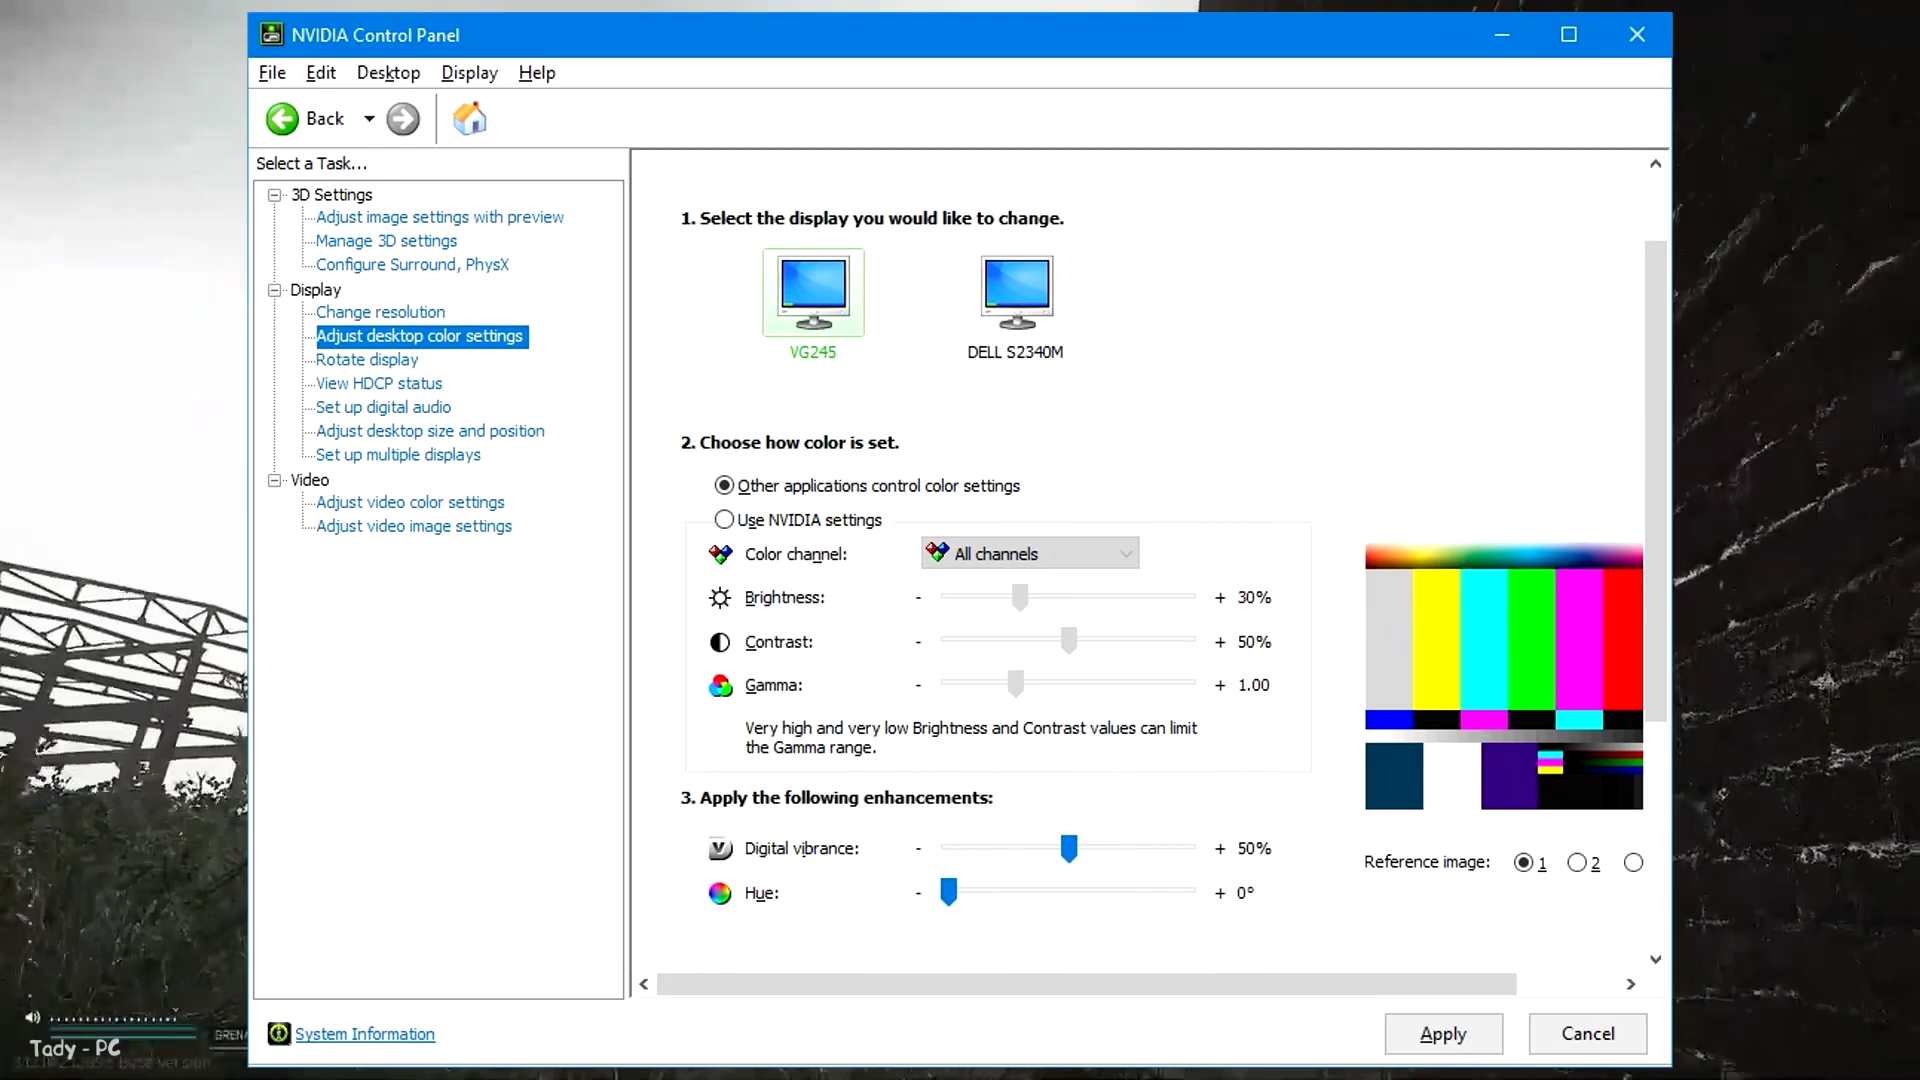 NVIDIA Control Panel
File Edit Desktop Display Help
Back
Select a Task...
3D Settings
Adjust image settings with preview
Manage 3D settings
Configure Surround, PhysX
Display
Change resolution
Adjust desktop color settings
Rotate display
View HDCP status
Set up digital audio
Adjust desktop size and position
Set up multiple displays
Video
Adjust video color settings
Adjust video image settings
1. Select the display you would like to change.
VG245 DELL S2340M
2. Choose how color is set.
Other applications control color settings
Use NVIDIA settings
Color channel: All channels
Brightness: - + 30%
Contrast: - + 50%
Gamma: - + 1.00
Very high and very low Brightness and Contrast values can limit
the Gamma range.
3. Apply the following enhancements:
Digital vibrance: - + 50%
Hue: - + 0°
Reference image: 1 2
System Information
Apply Cancel
Tady - PC